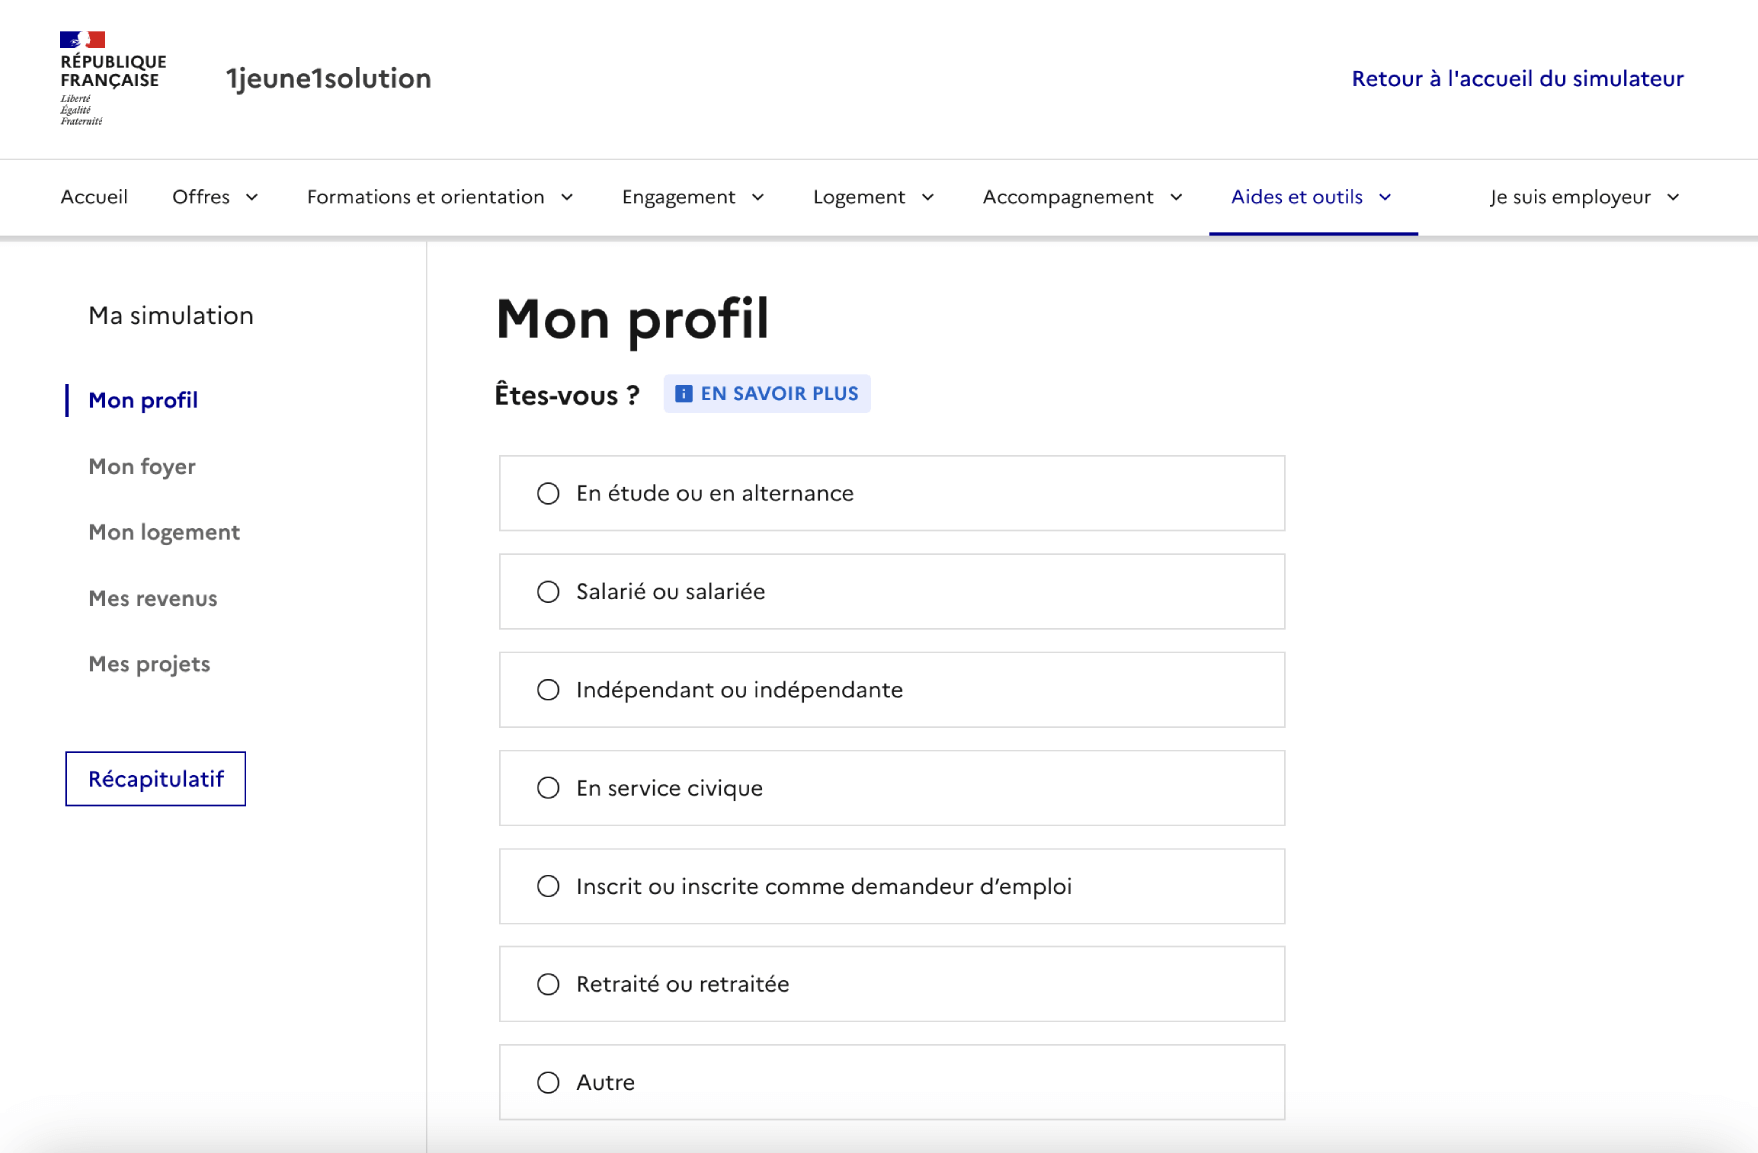 RÉPUBLIQUE
FRANÇAISE
Liberté
Égalité
Fraternité
1jeune1solution
Retour à l'accueil du simulateur
Accueil
Offres
Formations et orientation
Engagement
Logement
Accompagnement
Aides et outils
Je suis employeur
Ma simulation
Mon profil
Mon foyer
Mon logement
Mes revenus
Mes projets
Récapitulatif
Mon profil
Êtes-vous ?
EN SAVOIR PLUS
En étude ou en alternance
Salarié ou salariée
Indépendant ou indépendante
En service civique
Inscrit ou inscrite comme demandeur d’emploi
Retraité ou retraitée
Autre